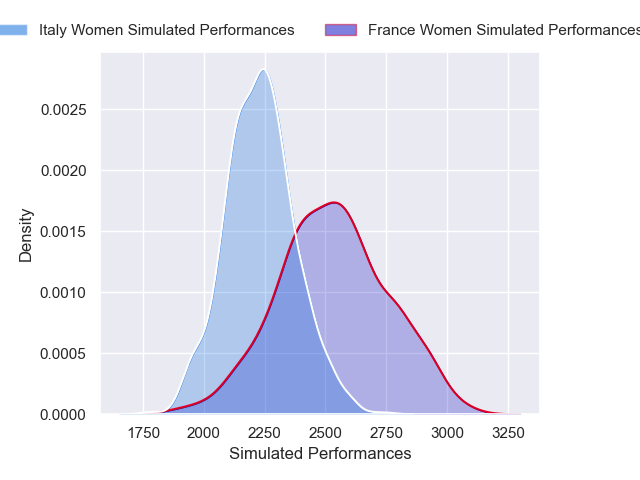 Italy Women Simulated Performances France Women Simulated Performances
0.0025
0.0020
0.0015
0.0010
0.0005
0.0000
Density
1750 2000 2250 2500 2750 3000 3250
Simulated Performances